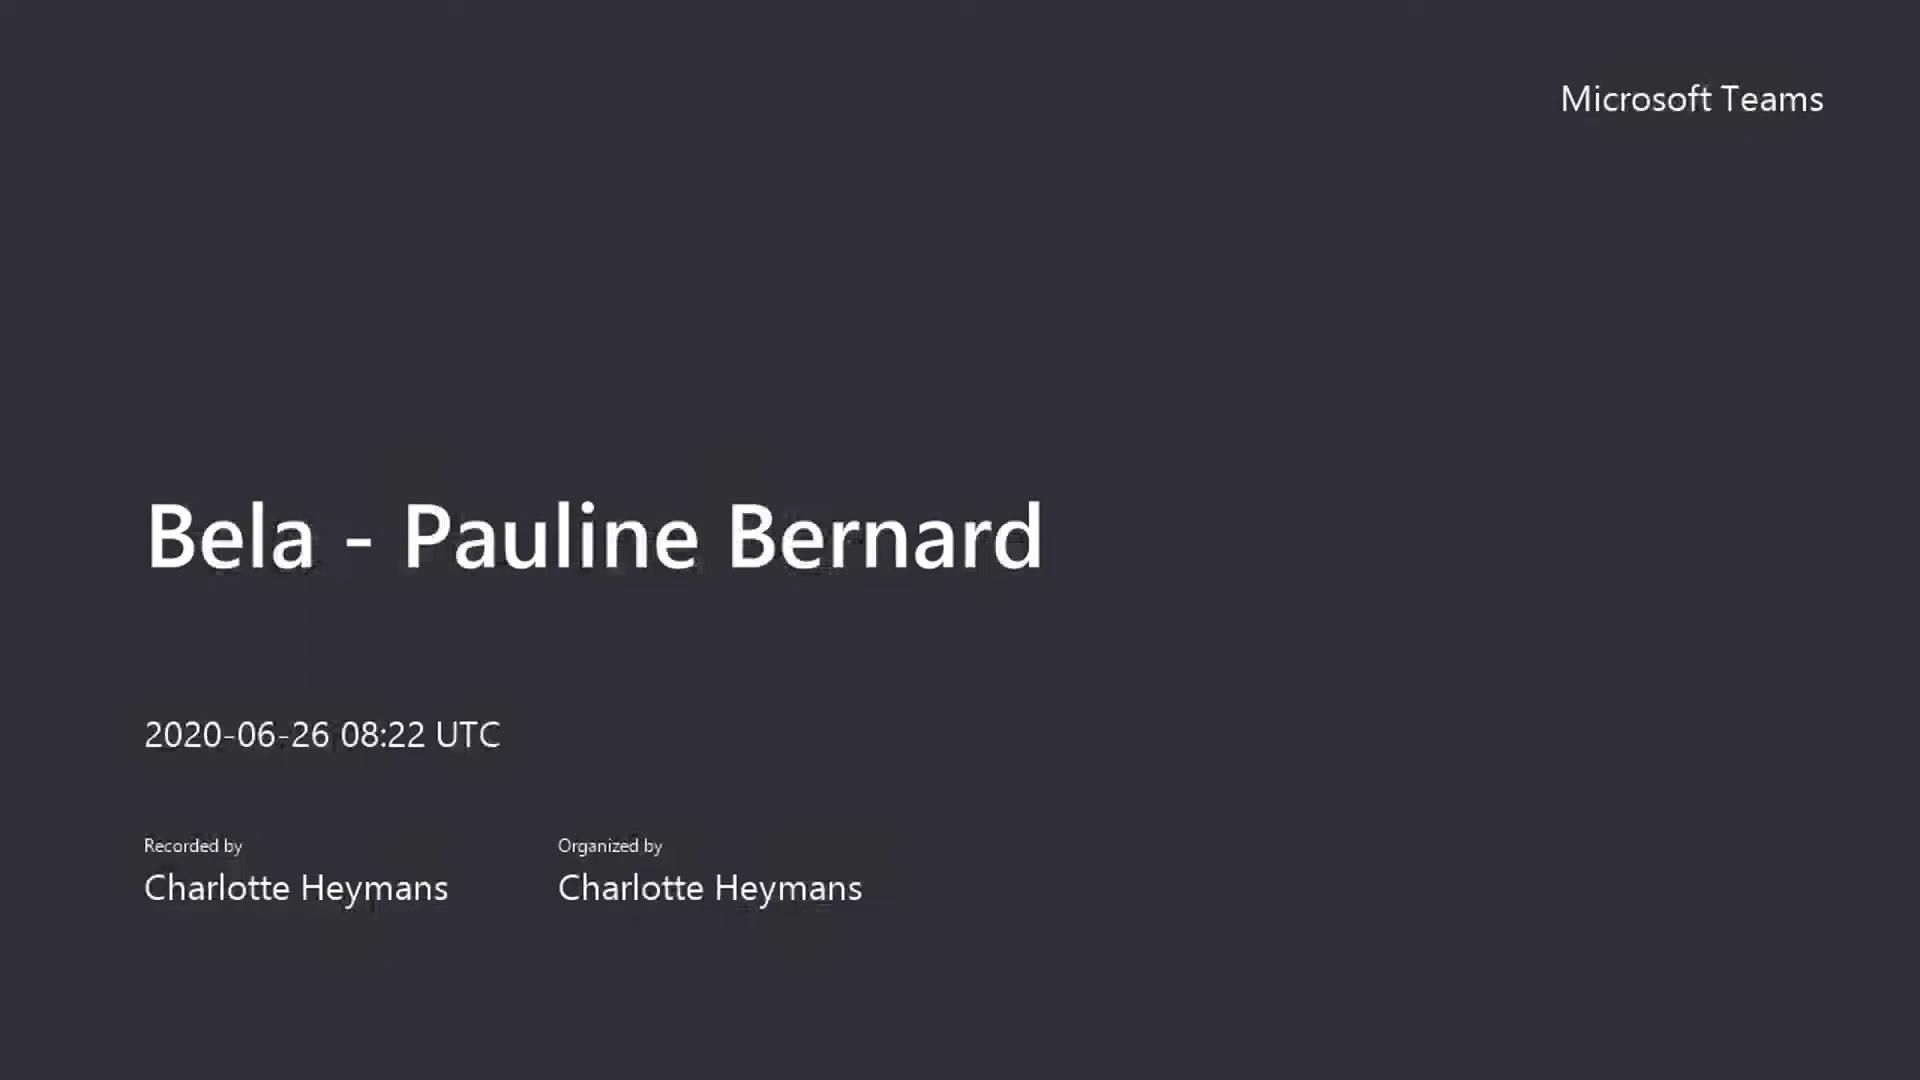 Microsoft Teams
Bela - Pauline Bernard
2020-06-26 08:22 UTC
Recorded by
Charlotte Heymans
Organized by
Charlotte Heymans